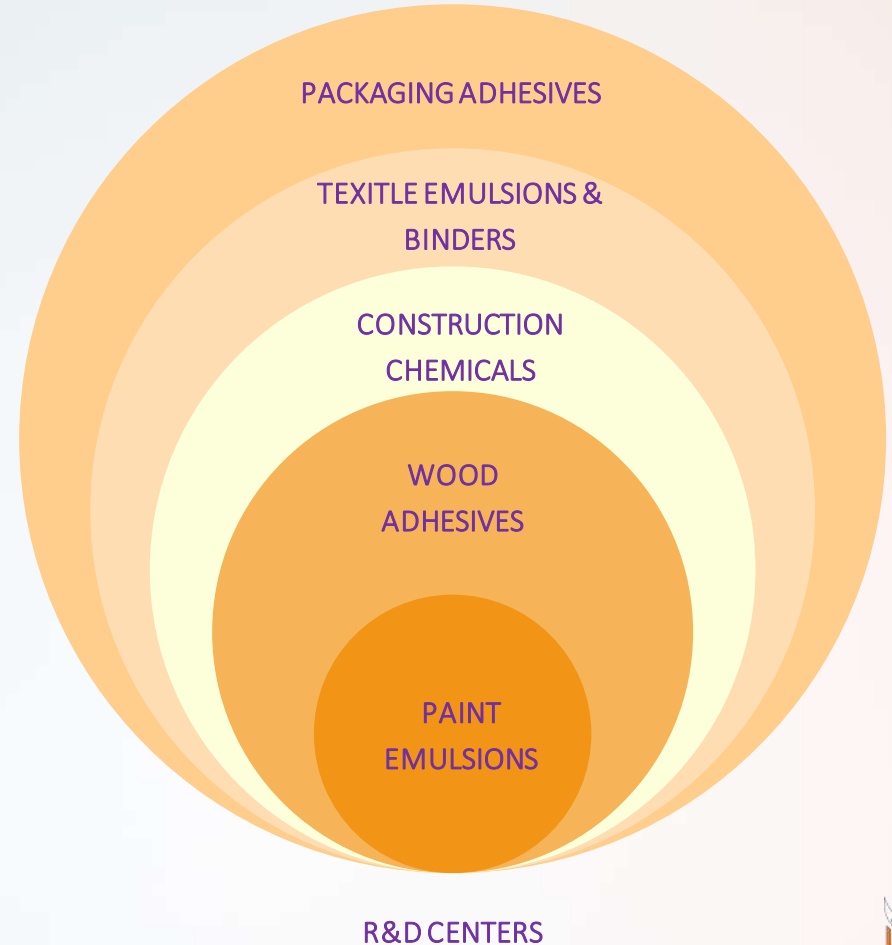 PACKAGING ADHESIVES
TEXITLE EMULSIONS &
BINDERS
CONSTRUCTION
CHEMICALS
WOOD
ADHESIVES
PAINT
EMULSIONS
R&D CENTERS